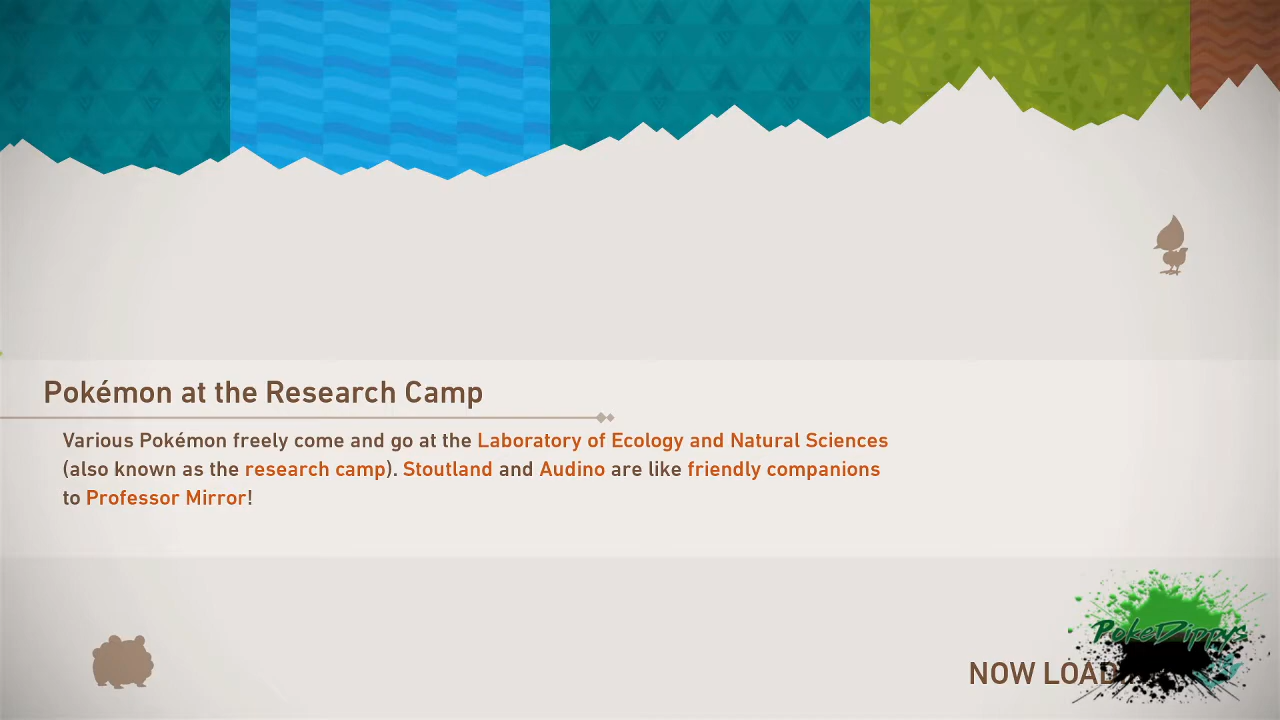 Pokémon at the Research Camp
Various Pokémon freely come and go at the Laboratory of Ecology and Natural Sciences
(also known as the research camp). Stoutland and Audino are like friendly companions
to Professor Mirror!
PokeDippys
NOW LOAD